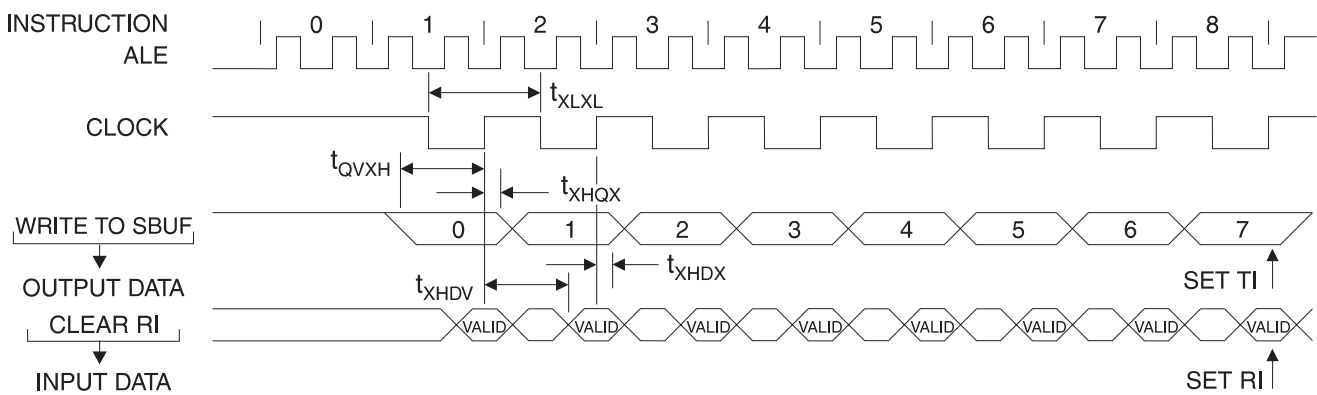 INSTRUCTION 0 1 2 3 4 5 6 7 8
ALE
tXLXL
CLOCK
tQVXH
tXHQX
WRITE TO SBUF 0 1 2 3 4 5 6 7
tXHDX
SET TI
OUTPUT DATA
tXHDV
CLEAR RI VALID VALID VALID VALID VALID VALID VALID VALID
INPUT DATA
SET RI